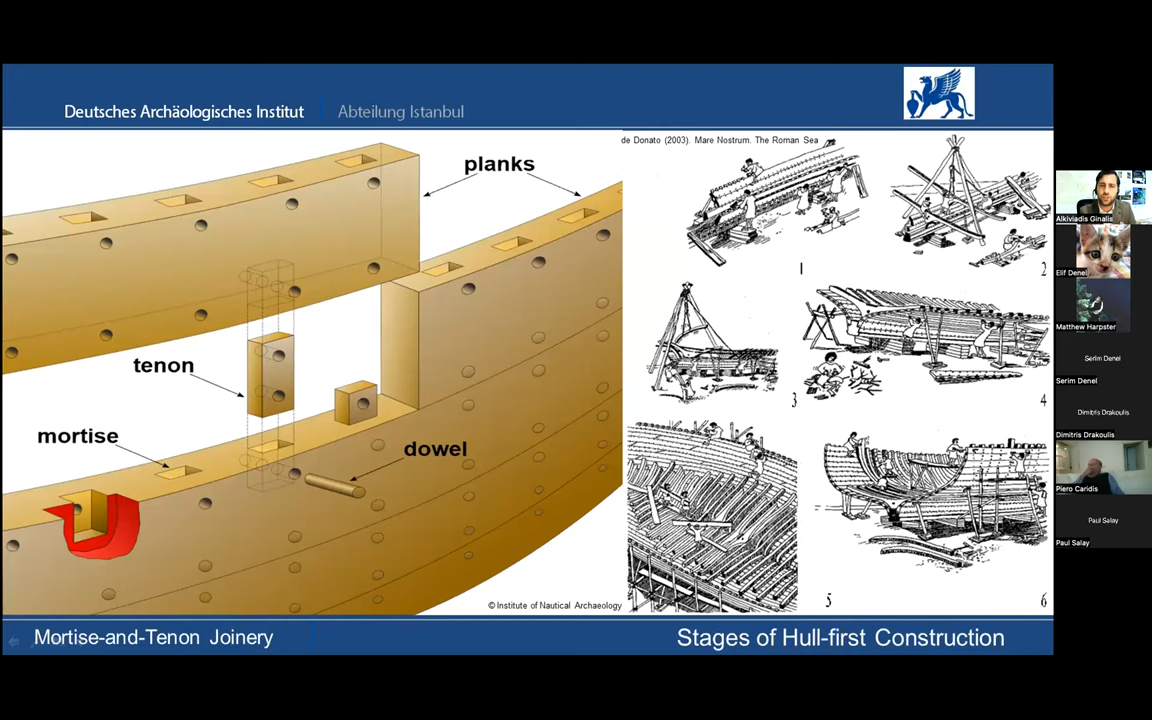 Deutsches Archäologisches Institut
Abteilung Istanbul
de Donato (2003). Mare Nostrum. The Roman Sea
planks
tenon
mortise
dowel
© Institute of Nautical Archaeology
1
2
3
4
5
6
Mortise-and-Tenon Joinery
Stages of Hull-first Construction
Alkiviadis Ginalis
Elif Denel
Matthew Harpster
Serim Denel
Serim Denel
Dimitris Drakoulis
Dimitris Drakoulis
Piero Caridis
Paul Salay
Paul Salay